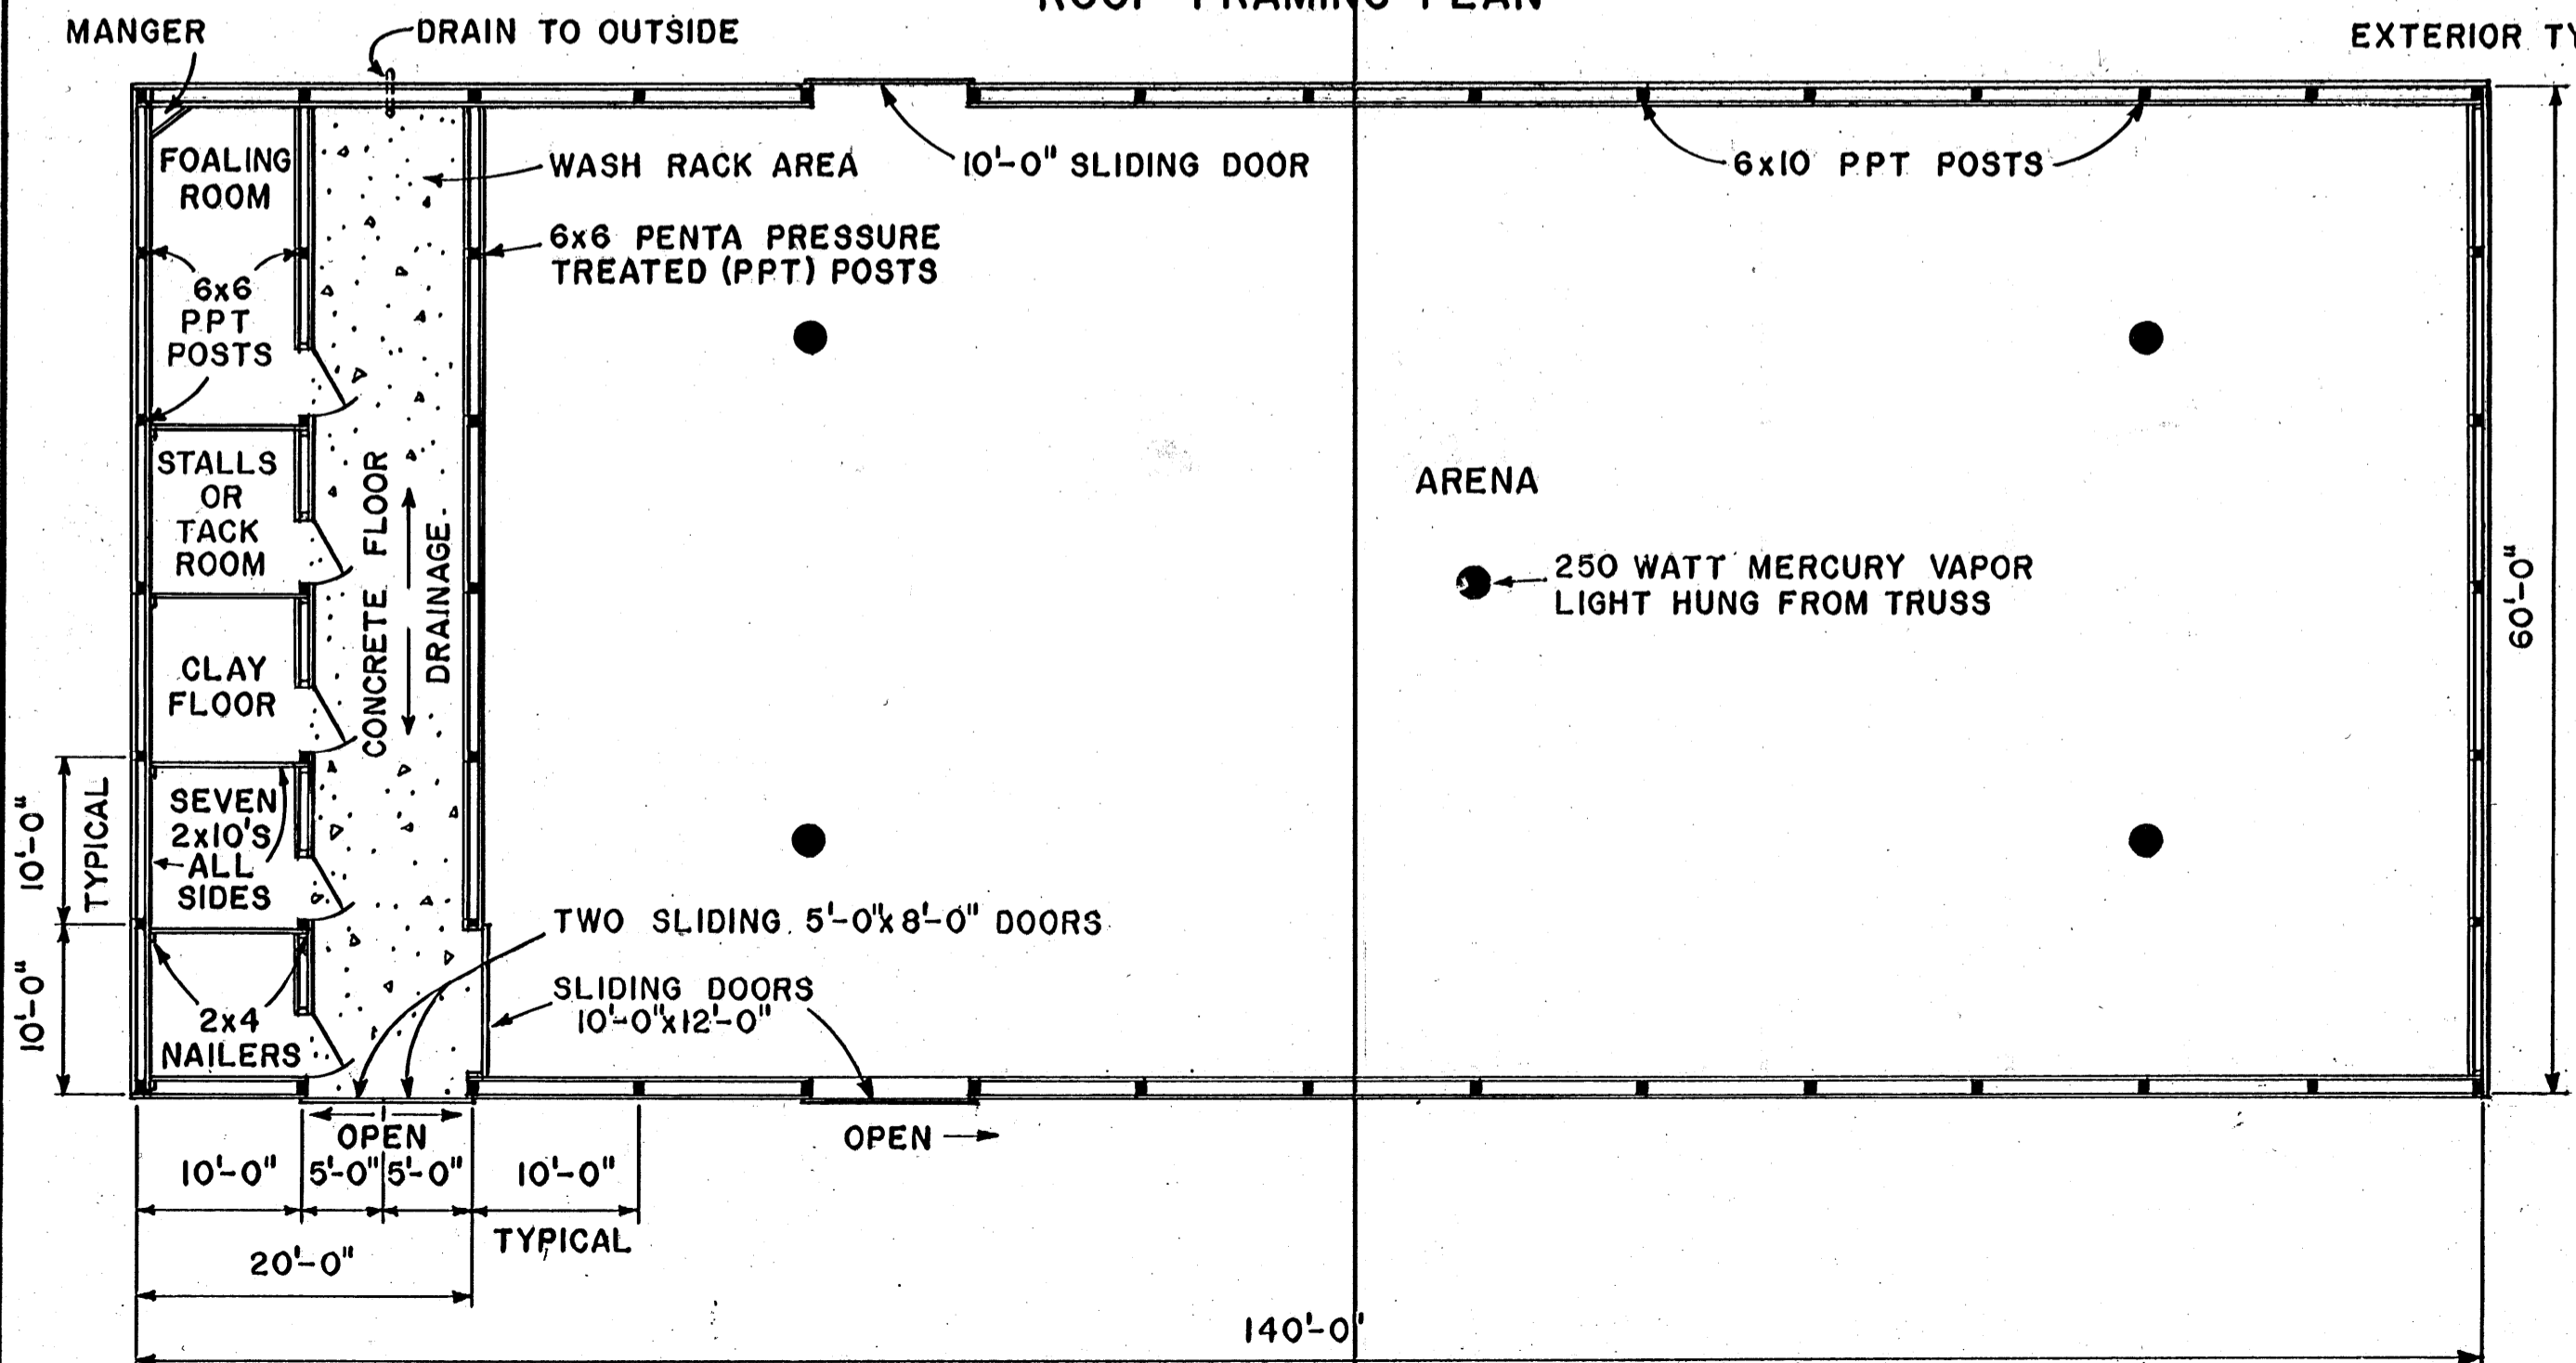 ROOF FRAMING PLAN
MANGER
DRAIN TO OUTSIDE
EXTERIOR TY
FOALING
ROOM
WASH RACK AREA
10'-0" SLIDING DOOR
6x10 PPT POSTS
6x6 PENTA PRESSURE
TREATED (PPT) POSTS
6x6
PPT
POSTS
STALLS
OR
TACK
ROOM
CONCRETE FLOOR
DRAINAGE
ARENA
250 WATT MERCURY VAPOR
LIGHT HUNG FROM TRUSS
60'-0"
CLAY
FLOOR
10'-0"
TYPICAL
SEVEN
2x10'S
ALL
SIDES
TWO SLIDING 5'-0"x8'-0" DOORS
SLIDING DOORS
10'-0"x12'-0"
10'-0"
2x4
NAILERS
OPEN
OPEN
10'-0"
5'-0"
5'-0"
10'-0"
TYPICAL
20'-0"
140'-0"